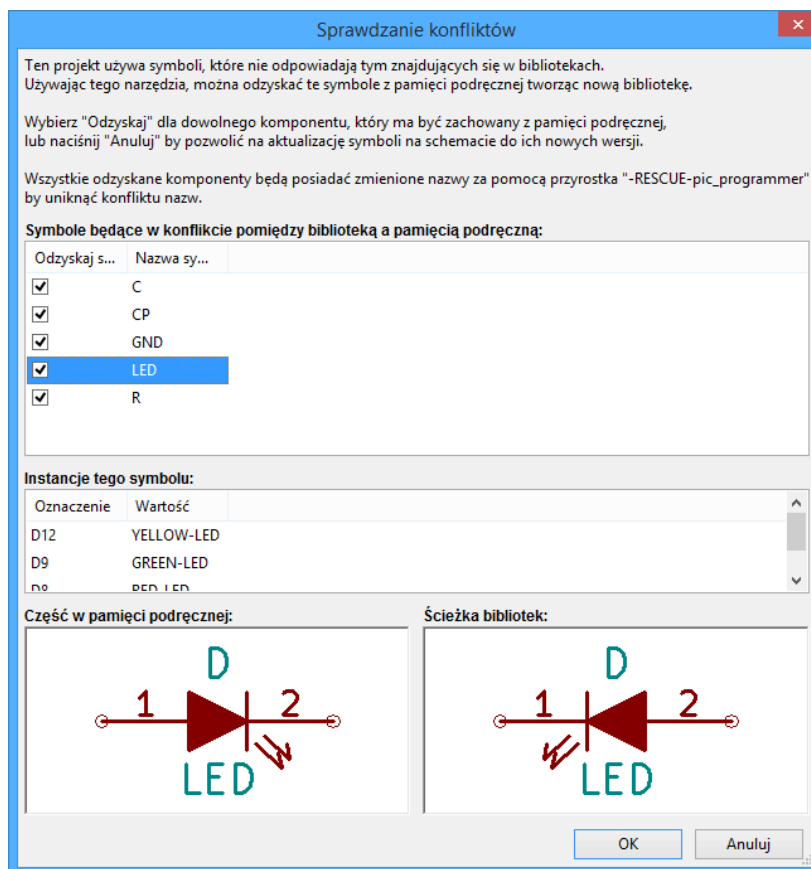 Sprawdzanie konfliktów
Ten projekt używa symboli, które nie odpowiadają tym znajdujących się w bibliotekach.
Używając tego narzędzia, można odzyskać te symbole z pamięci podręcznej tworząc nową bibliotekę.
Wybierz "Odzyskaj" dla dowolnego komponentu, który ma być zachowany z pamięci podręcznej,
lub naciśnij "Anuluj" by pozwolić na aktualizację symboli na schemacie do ich nowych wersji.
Wszystkie odzyskane komponenty będą posiadać zmienione nazwy za pomocą przyrostka "-RESCUE-pic_programmer"
by uniknąć konfliktu nazw.
Symbole będące w konflikcie pomiędzy biblioteką a pamięcią podręczną:
Odzyskaj s... Nazwa sy...
C
CP
GND
LED
R
Instancje tego symbolu:
Oznaczenie Wartość
D12 YELLOW-LED
D9 GREEN-LED
D8 RED-LED
Część w pamięci podręcznej: Ścieżka bibliotek:
D D
1 2 1 2
LED LED
OK Anuluj